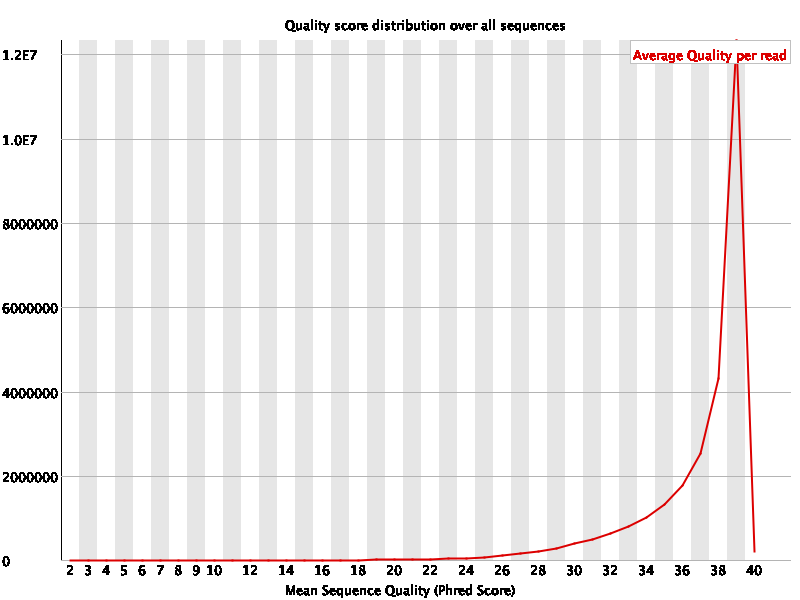 Quality score distribution over all sequences
Average Quality per read
1.2E7
1.0E7
8000000
6000000
4000000
2000000
0
2 3 4 5 6 7 8 9 10 12 14 16 18 20 22 24 26 28 30 32 34 36 38 40
Mean Sequence Quality (Phred Score)